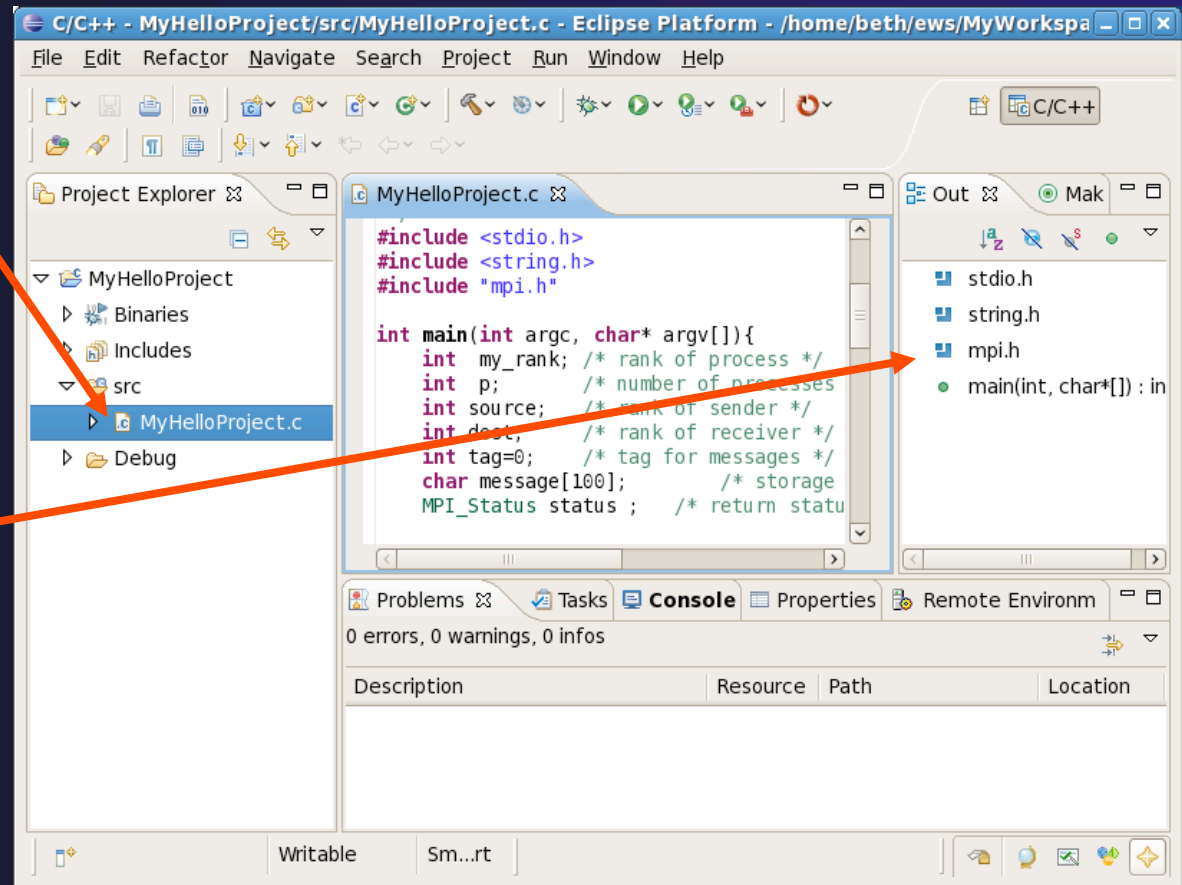 C/C++ - MyHelloProject/src/MyHelloProject.c - Eclipse Platform - /home/beth/ews/MyWorkspa
File Edit Refactor Navigate Search Project Run Window Help
C/C++
Project Explorer
MyHelloProject
Binaries
Includes
src
MyHelloProject.c
Debug
MyHelloProject.c
#include <stdio.h>
#include <string.h>
#include "mpi.h"
int main(int argc, char* argv[]){
int my_rank; /* rank of process */
int p; /* number of processes
int source; /* rank of sender */
int dest; /* rank of receiver */
int tag=0; /* tag for messages */
char message[100]; /* storage
MPI_Status status ; /* return statu
Out Mak
stdio.h
string.h
mpi.h
main(int, char*[]) : in
Problems Tasks Console Properties Remote Environm
0 errors, 0 warnings, 0 infos
Description Resource Path Location
Writable Sm...rt